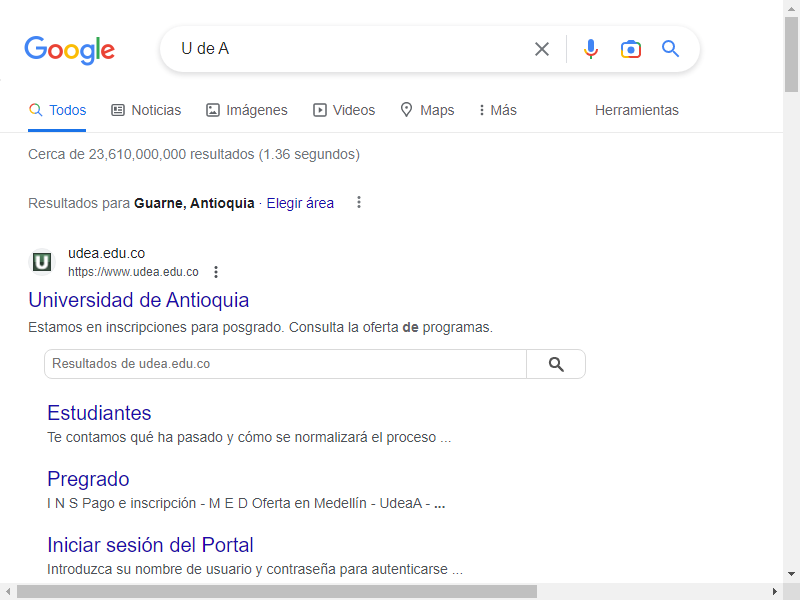 Google
U de A
Todos Noticias Imágenes Videos Maps Más Herramientas
Cerca de 23,610,000,000 resultados (1.36 segundos)
Resultados para Guarne, Antioquia · Elegir área
U
udea.edu.co
https://www.udea.edu.co
Universidad de Antioquia
Estamos en inscripciones para posgrado. Consulta la oferta de programas.
Resultados de udea.edu.co
Estudiantes
Te contamos qué ha pasado y cómo se normalizará el proceso ...
Pregrado
I N S Pago e inscripción - M E D Oferta en Medellín - UdeaA - ...
Iniciar sesión del Portal
Introduzca su nombre de usuario y contraseña para autenticarse ...